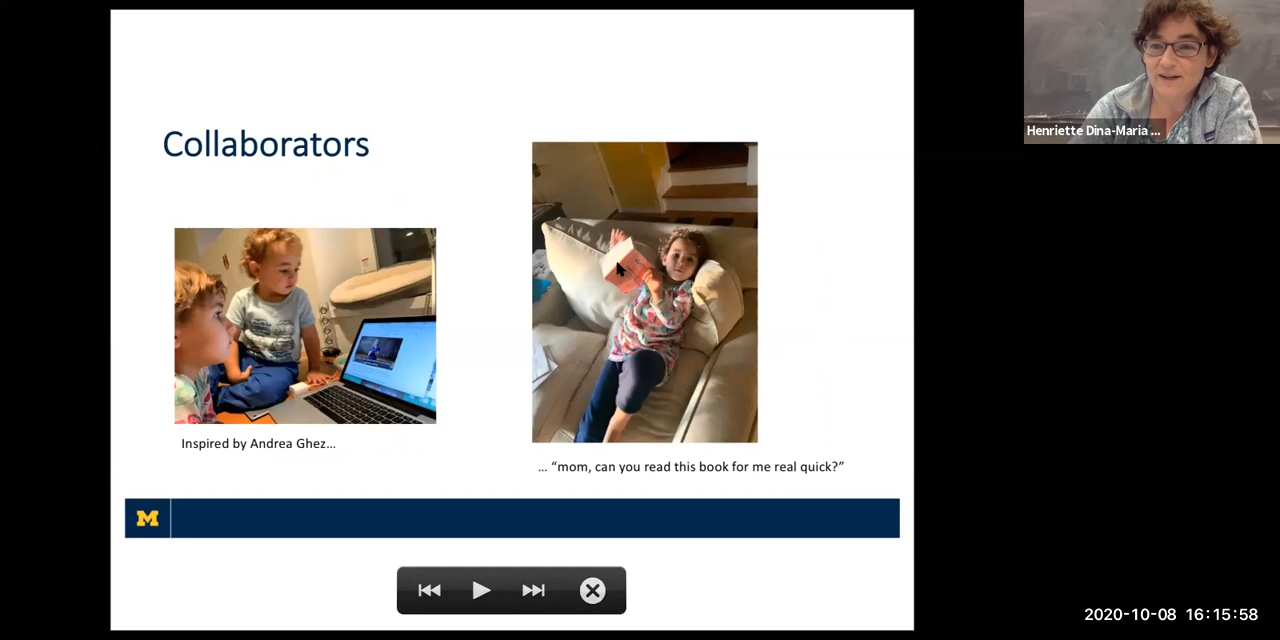 Collaborators
Inspired by Andrea Ghez...
... “mom, can you read this book for me real quick?”
M
Henriette Dina-Maria ...
2020-10-08 16:15:58